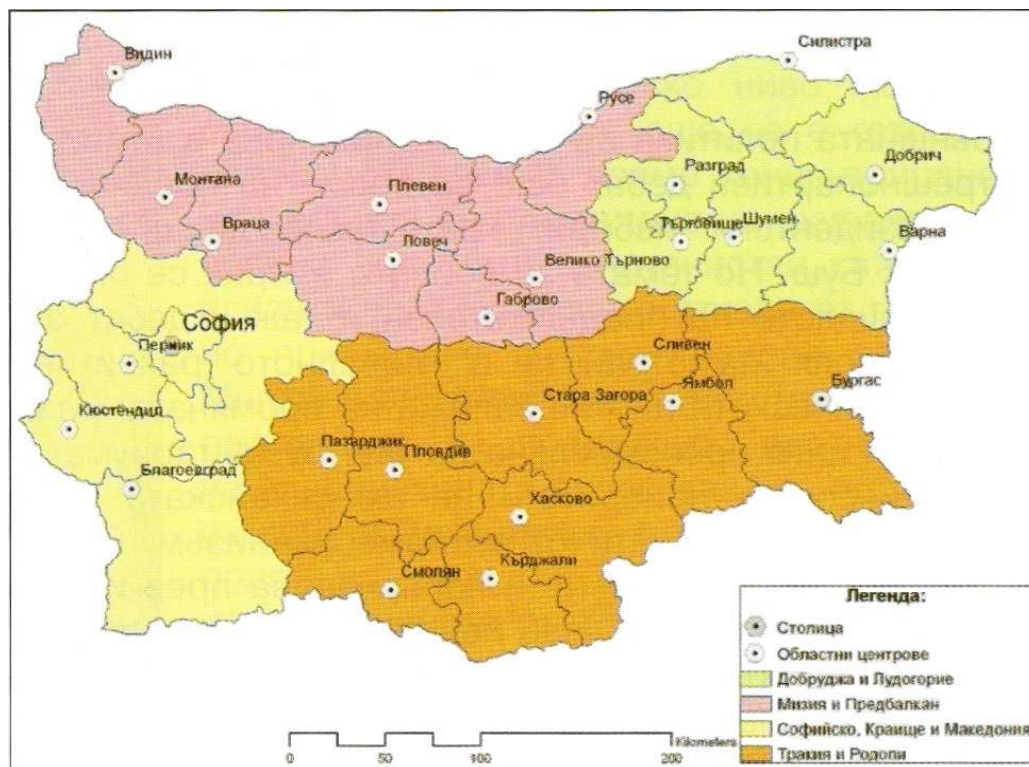 Видин
Силистра
Русе
Добрич
Разград
Монтана
Плевен
Търговище
Шумен
Враца
Варна
Ловеч
Велико Търново
Габрово
София
Перник
Сливен
Ямбол
Бургас
Стара Загора
Кюстендил
Пазарджик
Пловдив
Благоевград
Хасково
Смолян
Кърджали
Легенда:
Столица
Областни центрове
Добруджа и Лудогорие
Мизия и Предбалкан
Софийско, Краище и Македония
Тракия и Родопи
Kilometers
0 50 100 200